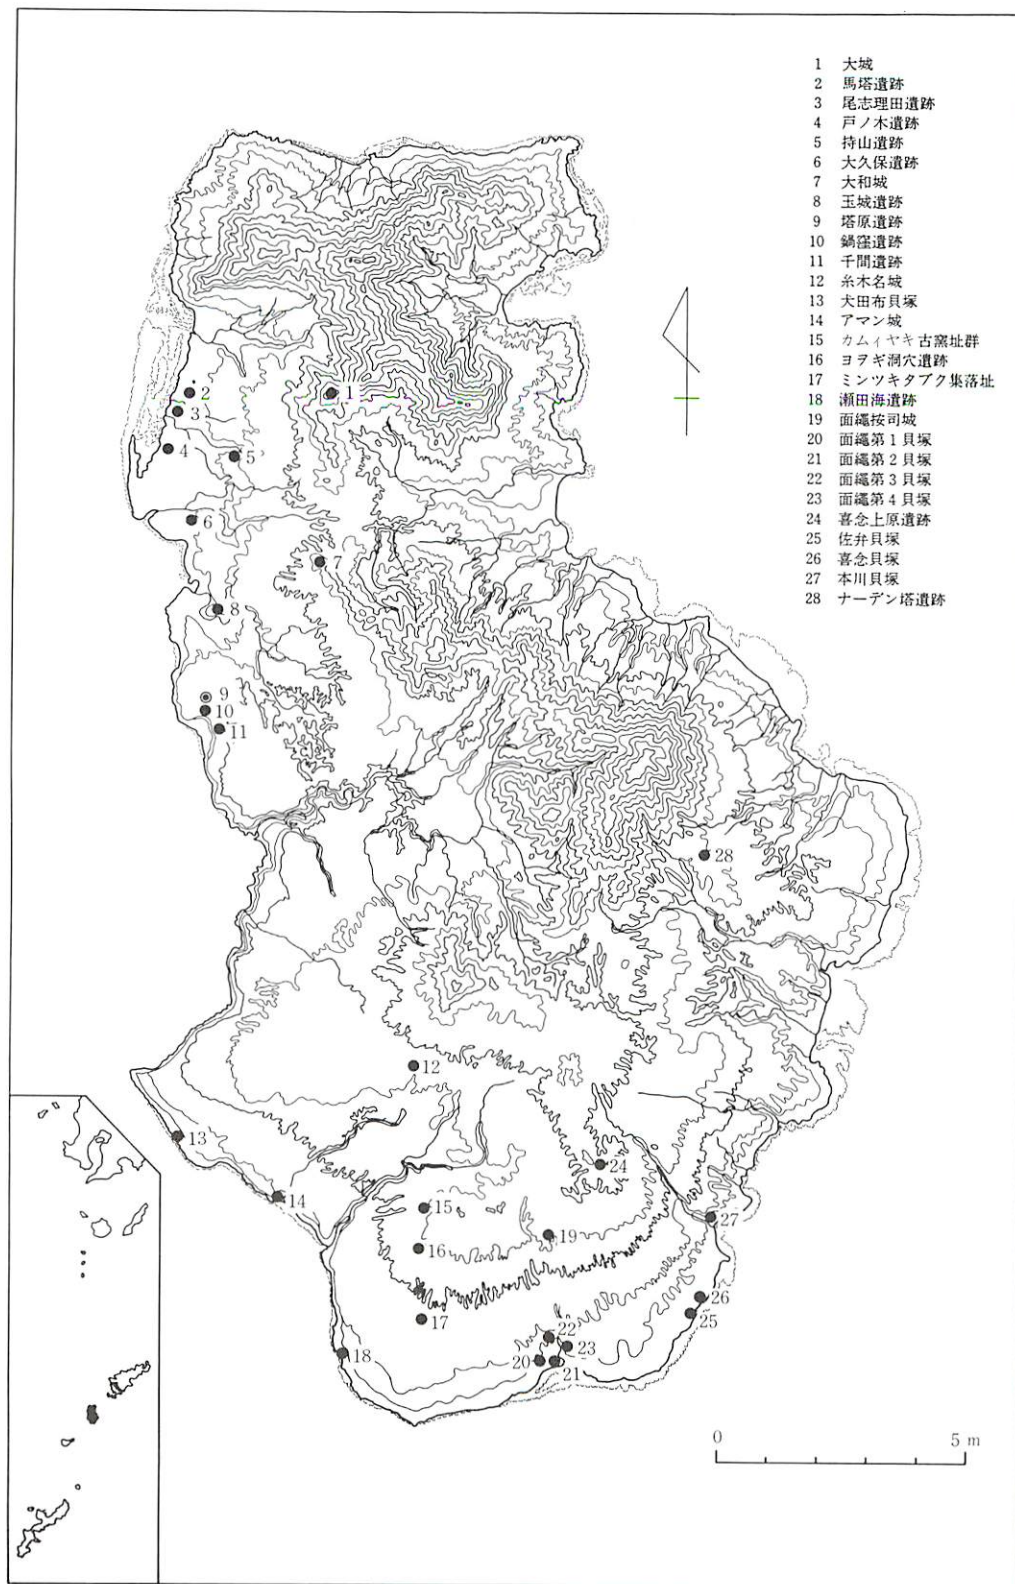 1 大城
2 馬塔遺跡
3 尾志理田遺跡
4 戸ノ木遺跡
5 持山遺跡
6 大久保遺跡
7 大和城
8 玉城遺跡
9 塔原遺跡
10 鍋窪遺跡
11 千間遺跡
12 糸木名城
13 犬田布貝塚
14 アマン城
15 カムィヤキ古窯址群
16 ヨヲギ洞穴遺跡
17 ミンツキタブク集落址
18 瀬田海遺跡
19 面縄按司城
20 面縄第1貝塚
21 面縄第2貝塚
22 面縄第3貝塚
23 面縄第4貝塚
24 喜念上原遺跡
25 佐弁貝塚
26 喜念貝塚
27 本川貝塚
28 ナーデン塔遺跡
2
1
3
4
5
6
7
8
9
10
11
28
12
13
24
14
15
27
19
16
26
25
17
22
23
18
20
21
0 5 m